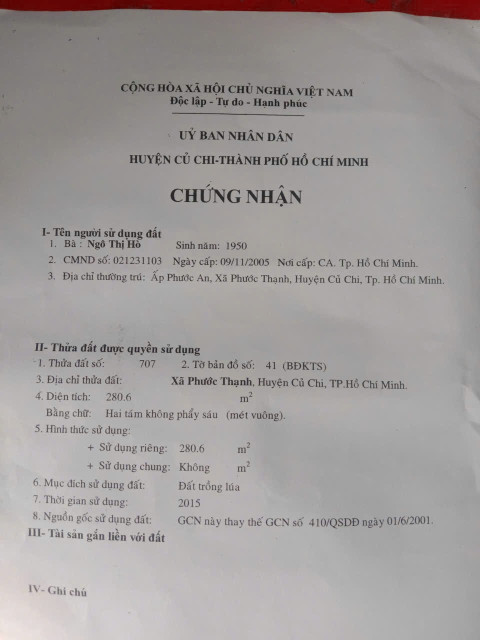 CỘNG HÒA XÃ HỘI CHỦ NGHĨA VIỆT NAM
Độc lập - Tự do - Hạnh phúc
UỶ BAN NHÂN DÂN
HUYỆN CỦ CHI-THÀNH PHỐ HỒ CHÍ MINH
CHỨNG NHẬN
I- Tên người sử dụng đất
1. Bà : Ngô Thị Hò Sinh năm: 1950
2. CMND số: 021231103 Ngày cấp: 09/11/2005 Nơi cấp: CA. Tp. Hồ Chí Minh.
3. Địa chỉ thường trú: Ấp Phước An, Xã Phước Thạnh, Huyện Củ Chi, Tp. Hồ Chí Minh.
II- Thửa đất được quyền sử dụng
1. Thửa đất số: 707 2. Tờ bản đồ số: 41 (BĐKTS)
3. Địa chỉ thửa đất: Xã Phước Thạnh, Huyện Củ Chi, TP.Hồ Chí Minh.
4. Diện tích: 280.6 m²
Bằng chữ: Hai tám không phẩy sáu (mét vuông).
5. Hình thức sử dụng:
+ Sử dụng riêng: 280.6 m²
+ Sử dụng chung: Không m²
6. Mục đích sử dụng đất: Đất trồng lúa
7. Thời gian sử dụng: 2015
8. Nguồn gốc sử dụng đất: GCN này thay thế GCN số 410/QSDĐ ngày 01/6/2001.
III- Tài sản gắn liền với đất
IV- Ghi chú